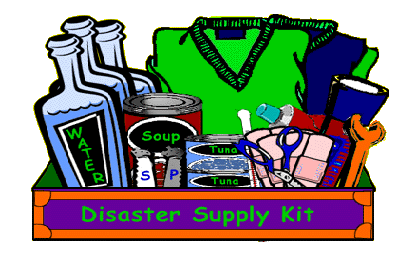 WATER
Soup
Tuna
S P
Tuna
Disaster Supply Kit